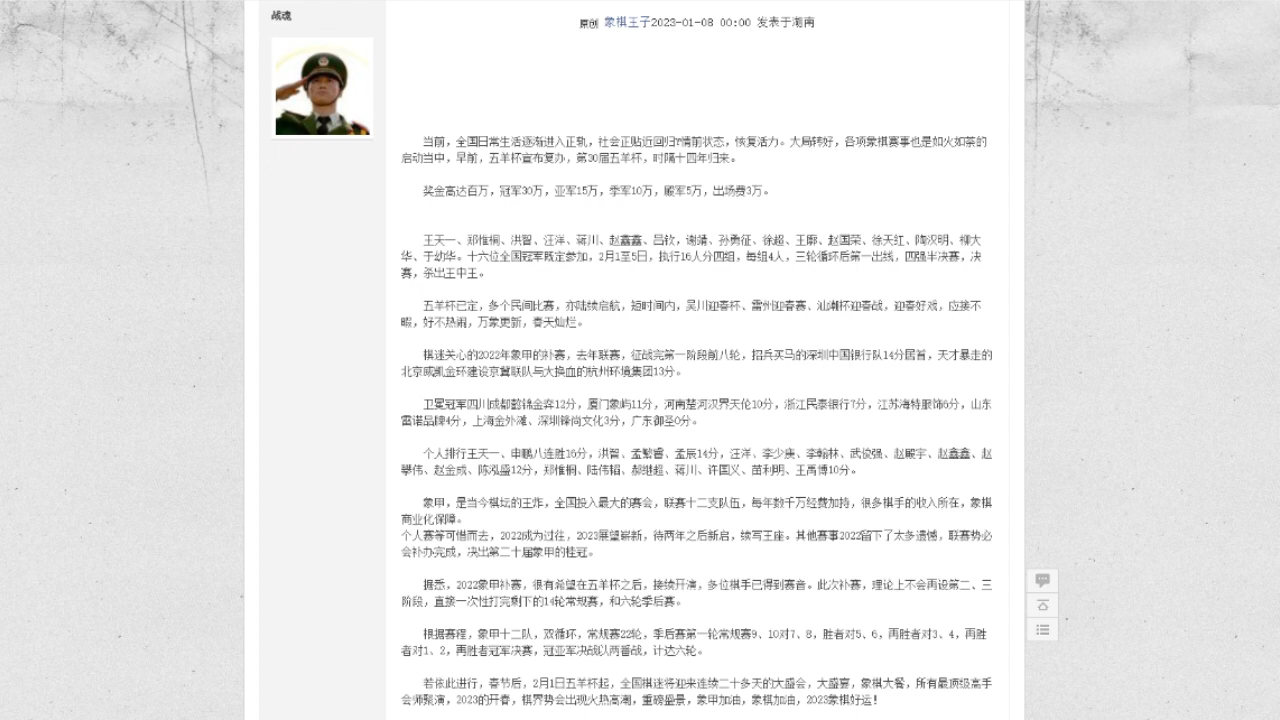 战魂
原创 象棋王子2023-01-08 00:00 发表于湖南
当前，全国日常生活逐渐进入正轨，社会正贴近回归Y情前状态，恢复活力。大局转好，各项象棋赛事也是如火如荼的
启动当中，早前，五羊杯宣布复办，第30届五羊杯，时隔十四年归来。
奖金高达百万，冠军30万，亚军15万，季军10万，殿军5万，出场费3万。
王天一、郑惟桐、洪智、汪洋、蒋川、赵鑫鑫、吕钦，谢靖、孙勇征、徐超、王廓、赵国荣、徐天红、陶汉明、柳大
华、于幼华。十六位全国冠军既定参加，2月1至5日，执行16人分四组，每组4人，三轮循环后第一出线，四强半决赛，决
赛，杀出王中王。
五羊杯已定，多个民间比赛，亦陆续启航，短时间内，吴川迎春杯、雷州迎春赛、汕潮杯迎春战，迎春好戏，应接不
暇，好不热闹，万象更新，春天灿烂。
棋迷关心的2022年象甲的补赛，去年联赛，征战完第一阶段前八轮，招兵买马的深圳中国银行队14分居首，天才暴走的
北京威凯金环建设京冀联队与大换血的杭州环境集团13分。
卫冕冠军四川成都懿锦金弈12分，厦门象屿11分，河南楚河汉界天伦10分，浙江民泰银行7分，江苏海特服饰6分，山东
雷诺品牌4分，上海金外滩、深圳锋尚文化3分，广东御圣0分。
个人排行王天一、申鹏八连胜16分，洪智、孟繁睿、孟辰14分，汪洋、李少庚、李翰林、武俊强、赵殿宇、赵鑫鑫、赵
攀伟、赵金成、陈泓盛12分，郑惟桐、陆伟韬、郝继超、蒋川、许国义、苗利明、王禹博10分。
象甲，是当今棋坛的王炸，全国投入最大的赛会，联赛十二支队伍，每年数千万经费加持，很多棋手的收入所在，象棋
商业化保障。
个人赛等可惜而去，2022成为过往，2023展望崭新，待两年之后新启，续写王座。其他赛事2022留下了太多遗憾，联赛势必
会补办完成，决出第二十届象甲的桂冠。
据悉，2022象甲补赛，很有希望在五羊杯之后，接续开演，多位棋手已得到赛音。此次补赛，理论上不会再设第二、三
阶段，直接一次性打完剩下的14轮常规赛，和六轮季后赛。
根据赛程，象甲十二队，双循环，常规赛22轮，季后赛第一轮常规赛9、10对7、8，胜者对5、6，再胜者对3、4，再胜
者对1、2，再胜者冠军决赛，冠亚军决战以两番战，计达六轮。
若依此进行，春节后，2月1日五羊杯起，全国棋迷将迎来连续二十多天的大盛会，大盛宴，象棋大餐，所有最顶级高手
会师聚演，2023的开春，棋界势会出现火热高潮，重磅盛景，象甲加油，象棋加油，2023象棋好运！